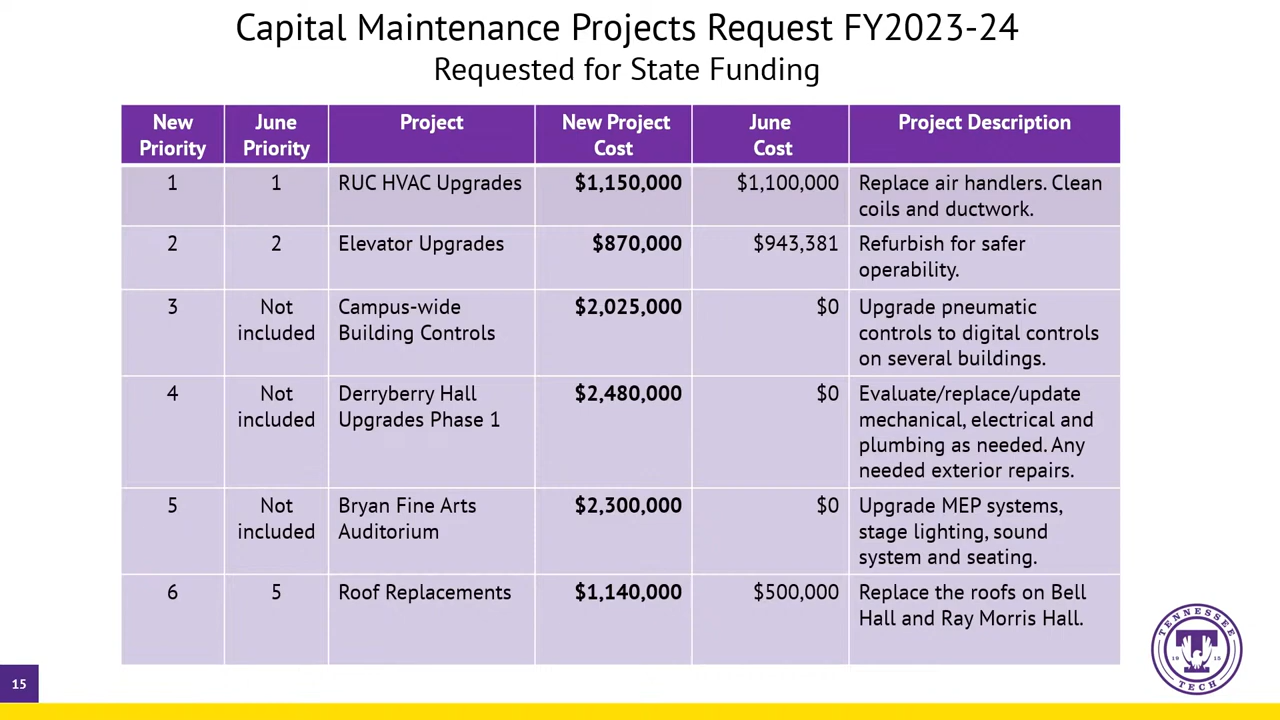 Capital Maintenance Projects Request FY2023-24
Requested for State Funding
New Priority
June Priority
Project
New Project Cost
June Cost
Project Description
1
1
RUC HVAC Upgrades
$1,150,000
$1,100,000
Replace air handlers. Clean
coils and ductwork.
2
2
Elevator Upgrades
$870,000
$943,381
Refurbish for safer
operability.
3
Not
included
Campus-wide
Building Controls
$2,025,000
$0
Upgrade pneumatic
controls to digital controls
on several buildings.
4
Not
included
Derryberry Hall
Upgrades Phase 1
$2,480,000
$0
Evaluate/replace/update
mechanical, electrical and
plumbing as needed. Any
needed exterior repairs.
5
Not
included
Bryan Fine Arts
Auditorium
$2,300,000
$0
Upgrade MEP systems,
stage lighting, sound
system and seating.
6
5
Roof Replacements
$1,140,000
$500,000
Replace the roofs on Bell
Hall and Ray Morris Hall.
TENNESSEE
T
19 15
TECH
15